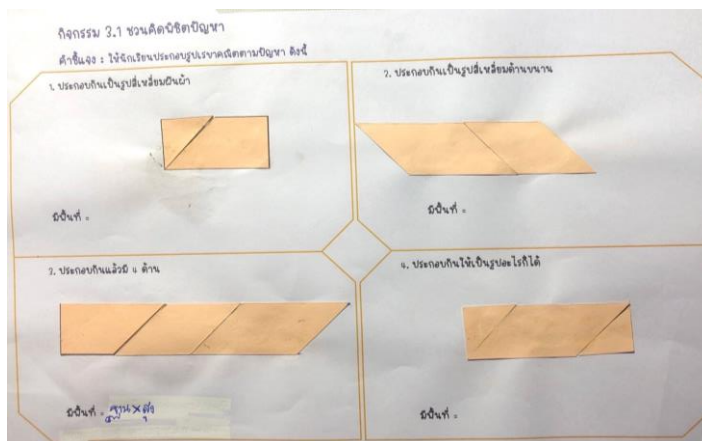 กิจกรรม 3.1 ชวนคิดพิชิตปัญหา
คำชี้แจง : ให้นักเรียนประกอบรูปเรขาคณิตตามปัญหา ดังนี้
1. ประกอบกันเป็นรูปสี่เหลี่ยมผืนผ้า
มีพื้นที่ =
2. ประกอบกันเป็นรูปสี่เหลี่ยมด้านขนาน
มีพื้นที่ =
3. ประกอบกันแล้วมี 4 ด้าน
มีพื้นที่ = ฐาน × สูง
4. ประกอบกันให้เป็นรูปอะไรก็ได้
มีพื้นที่ =